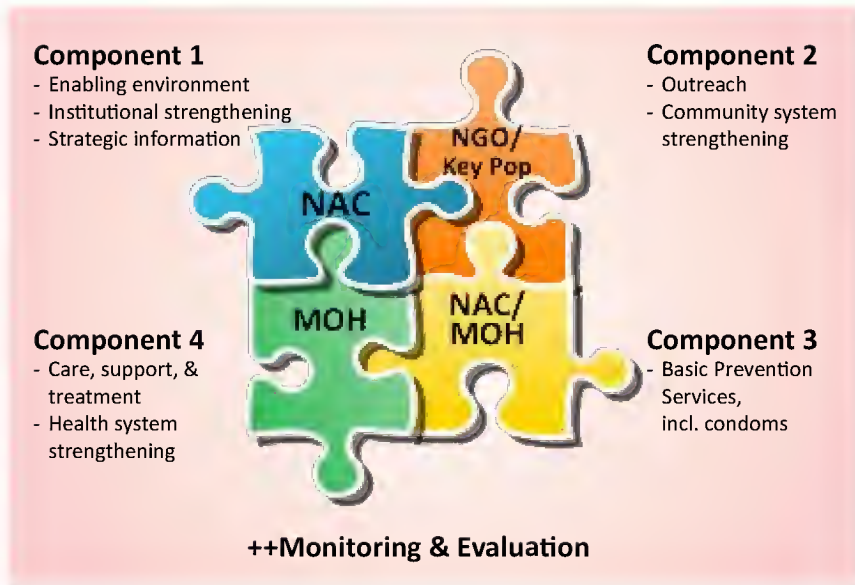 Component 1
- Enabling environment
- Institutional strengthening
- Strategic information
Component 2
- Outreach
- Community system
strengthening
NAC
NGO/
Key Pop
MOH
NAC/
MOH
Component 4
- Care, support, &
treatment
- Health system
strengthening
Component 3
- Basic Prevention
Services,
incl. condoms
++Monitoring & Evaluation